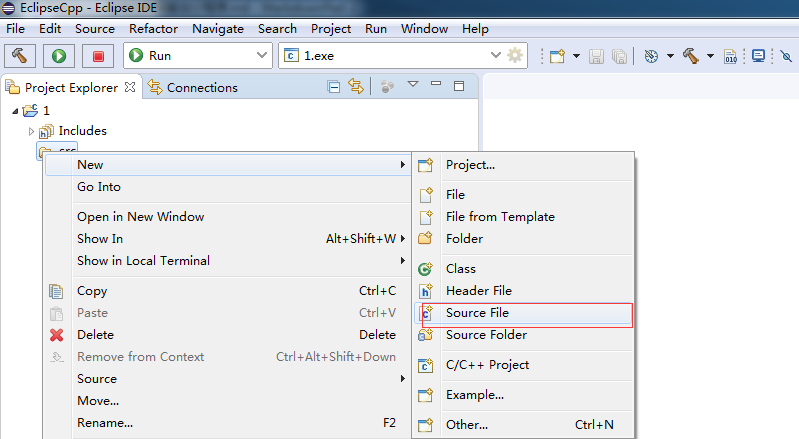 EclipseCpp - Eclipse IDE
File Edit Source Refactor Navigate Search Project Run Window Help
Run 1.exe
Project Explorer Connections
1
Includes
src
New
Go Into
Open in New Window
Show In Alt+Shift+W
Show in Local Terminal
Copy Ctrl+C
Paste Ctrl+V
Delete Delete
Remove from Context Ctrl+Alt+Shift+Down
Source
Move...
Rename... F2
Project...
File
File from Template
Folder
Class
Header File
Source File
Source Folder
C/C++ Project
Example...
Other... Ctrl+N